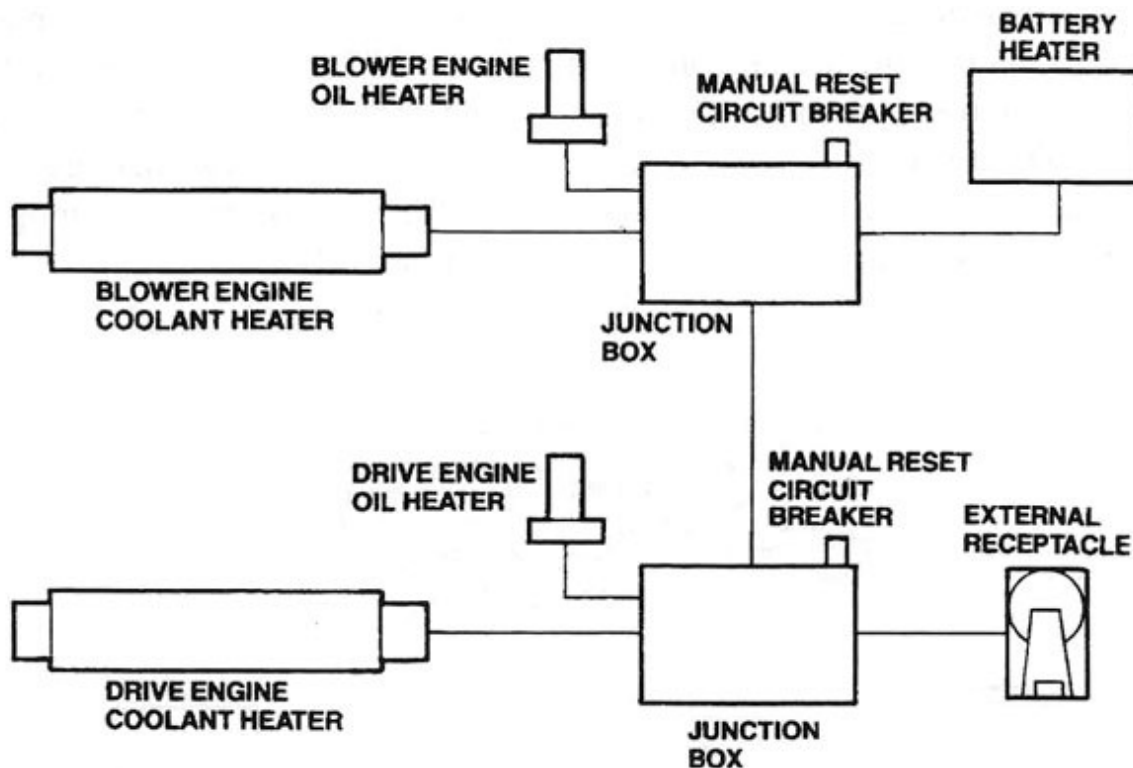 BATTERY
HEATER
BLOWER ENGINE
OIL HEATER
MANUAL RESET
CIRCUIT BREAKER
BLOWER ENGINE
COOLANT HEATER
JUNCTION
BOX
DRIVE ENGINE
OIL HEATER
MANUAL RESET
CIRCUIT
BREAKER
EXTERNAL
RECEPTACLE
DRIVE ENGINE
COOLANT HEATER
JUNCTION
BOX